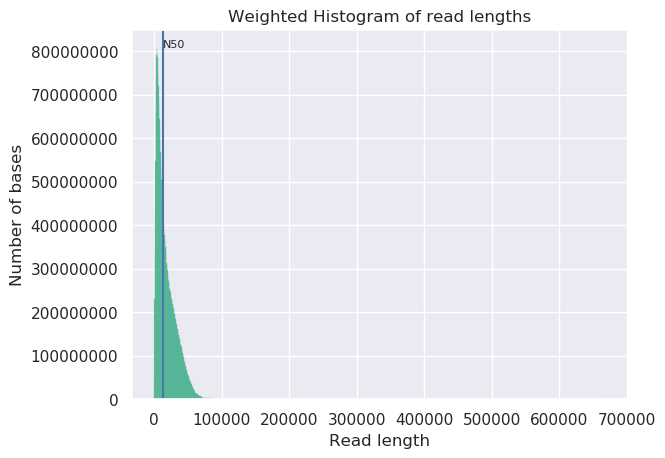 Weighted Histogram of read lengths
N50
800000000
700000000
600000000
500000000
400000000
300000000
200000000
100000000
0
Number of bases
0 100000 200000 300000 400000 500000 600000 700000
Read length